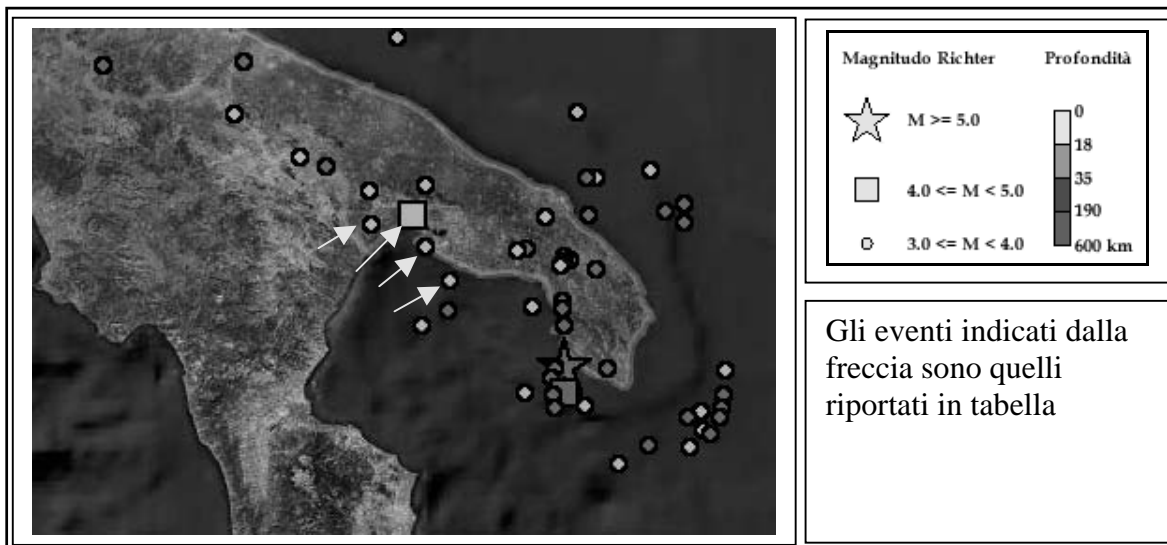 Magnitudo Richter Profondità
M >= 5.0
4.0 <= M < 5.0
3.0 <= M < 4.0
0
18
35
190
600 km
Gli eventi indicati dalla
freccia sono quelli
riportati in tabella